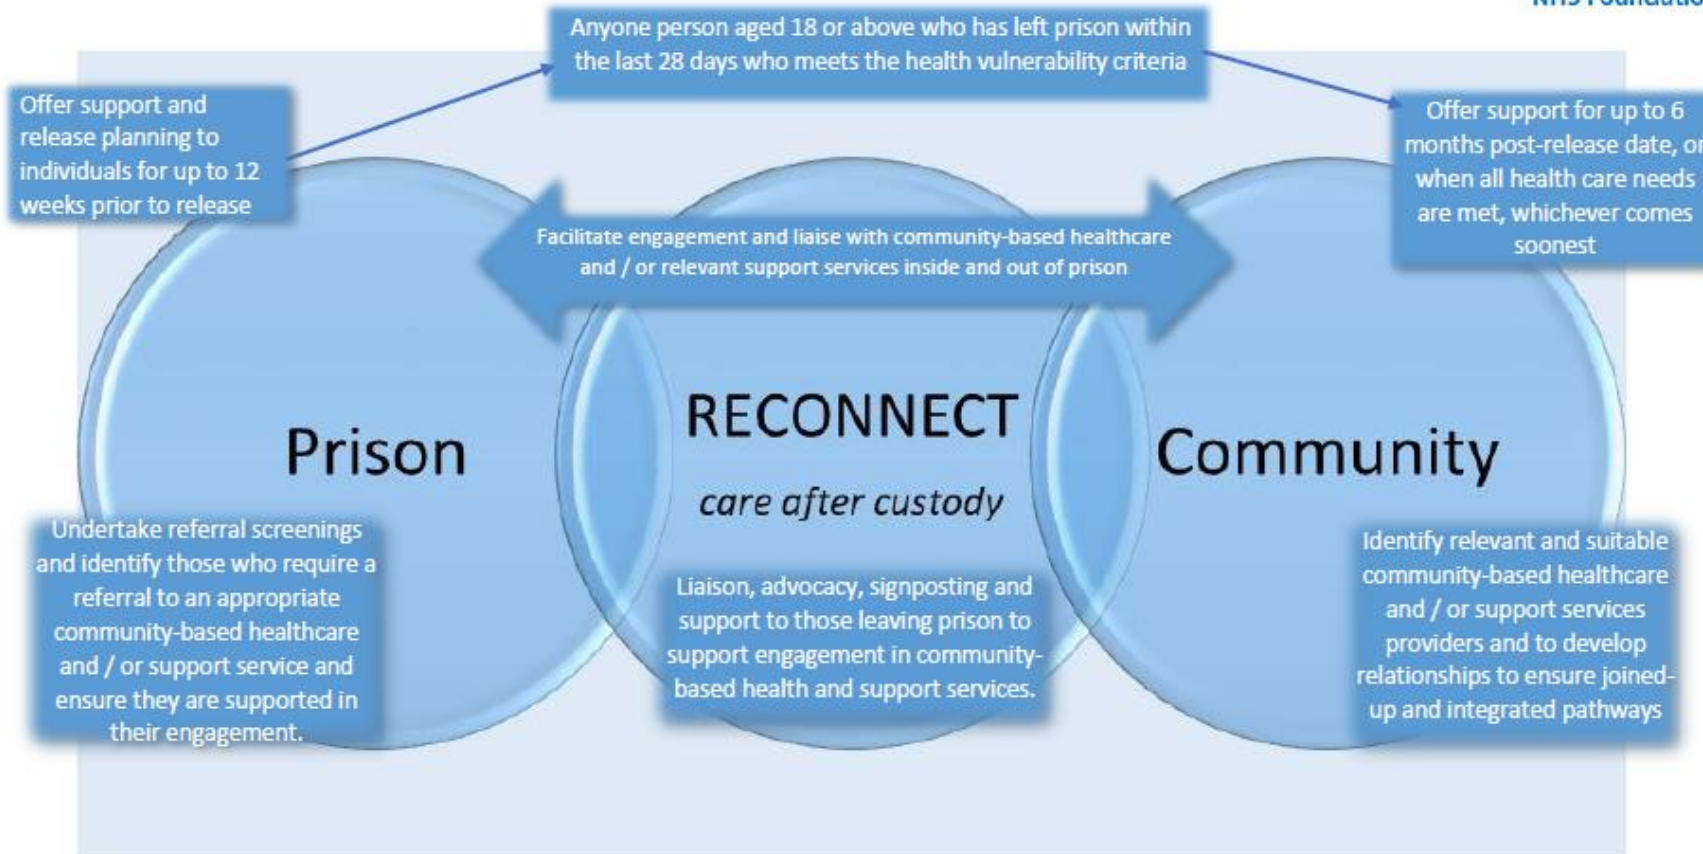 Anyone person aged 18 or above who has left prison within
the last 28 days who meets the health vulnerability criteria
Offer support and
release planning to
individuals for up to 12
weeks prior to release
Offer support for up to 6
months post-release date, or
when all health care needs
are met, whichever comes
soonest
Facilitate engagement and liaise with community-based healthcare
and / or relevant support services inside and out of prison
Prison
RECONNECT
care after custody
Community
Undertake referral screenings
and identify those who require a
referral to an appropriate
community-based healthcare
and / or support service and
ensure they are supported in
their engagement.
Liaison, advocacy, signposting and
support to those leaving prison to
support engagement in community-
based health and support services.
Identify relevant and suitable
community-based healthcare
and / or support services
providers and to develop
relationships to ensure joined-
up and integrated pathways